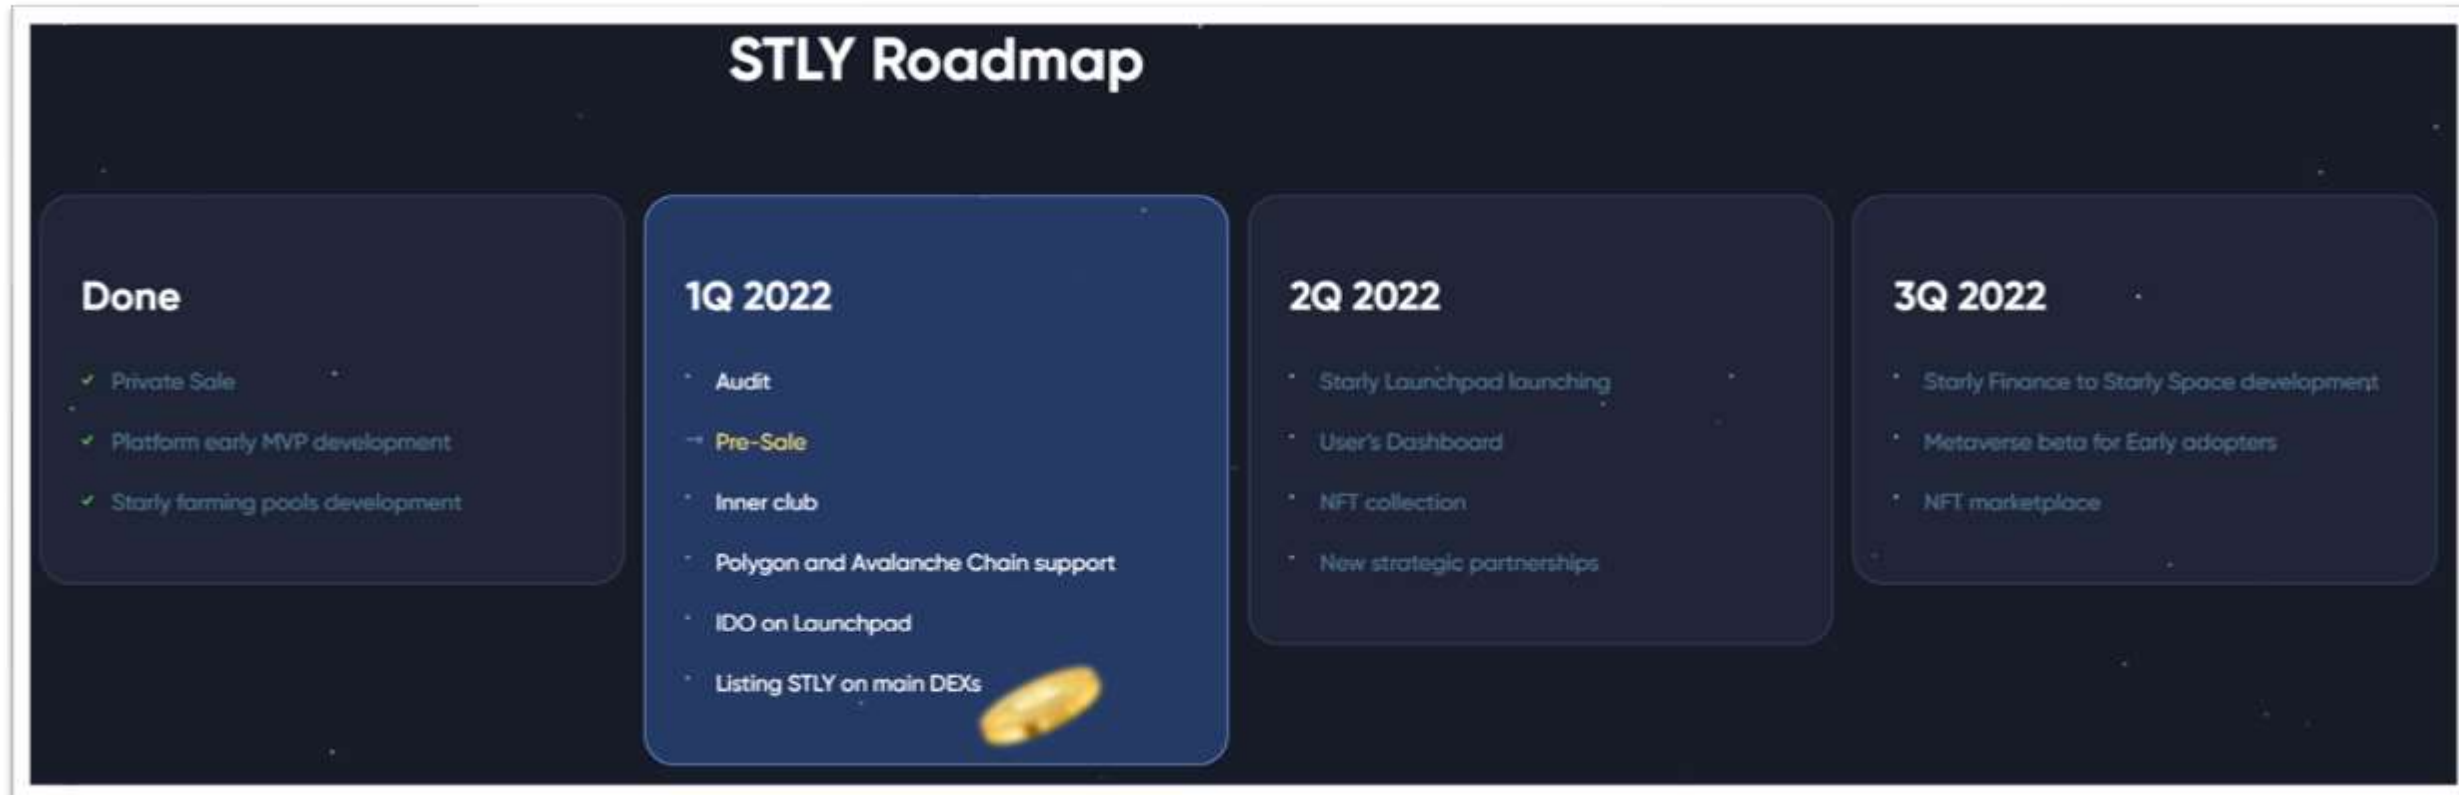 STLY Roadmap
Done
Private Sale
Platform early MVP development
Starly farming pools development
1Q 2022
Audit
Pre-Sale
Inner club
Polygon and Avalanche Chain support
IDO on Launchpad
Listing STLY on main DEXs
2Q 2022
Starly Launchpad launching
User's Dashboard
NFT collection
New strategic partnerships
3Q 2022
Starly Finance to Starly Space development
Metaverse beta for Early adopters
NFT marketplace